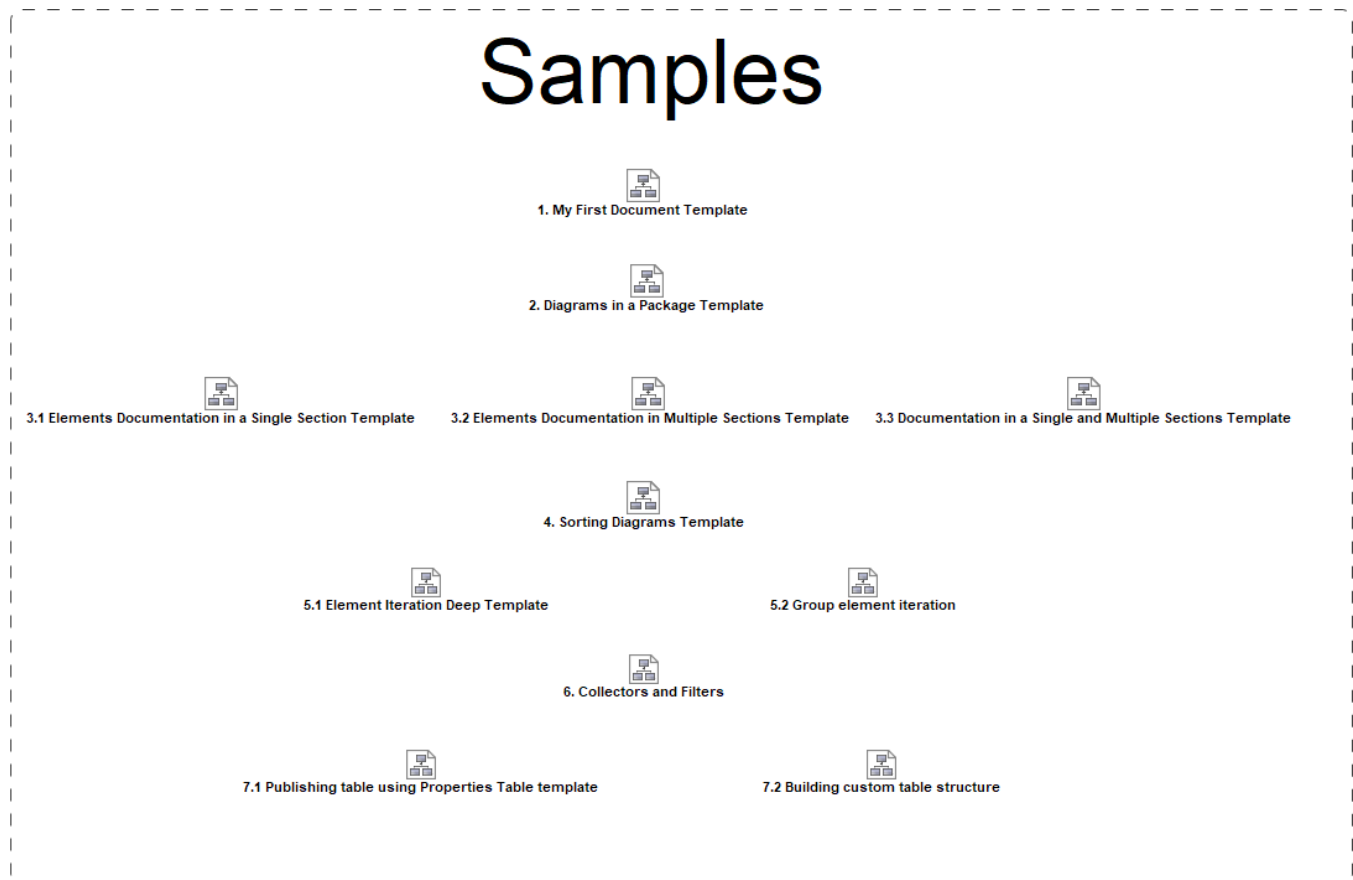 Samples
1. My First Document Template
2. Diagrams in a Package Template
3.1 Elements Documentation in a Single Section Template
3.2 Elements Documentation in Multiple Sections Template
3.3 Documentation in a Single and Multiple Sections Template
4. Sorting Diagrams Template
5.1 Element Iteration Deep Template
5.2 Group element iteration
6. Collectors and Filters
7.1 Publishing table using Properties Table template
7.2 Building custom table structure